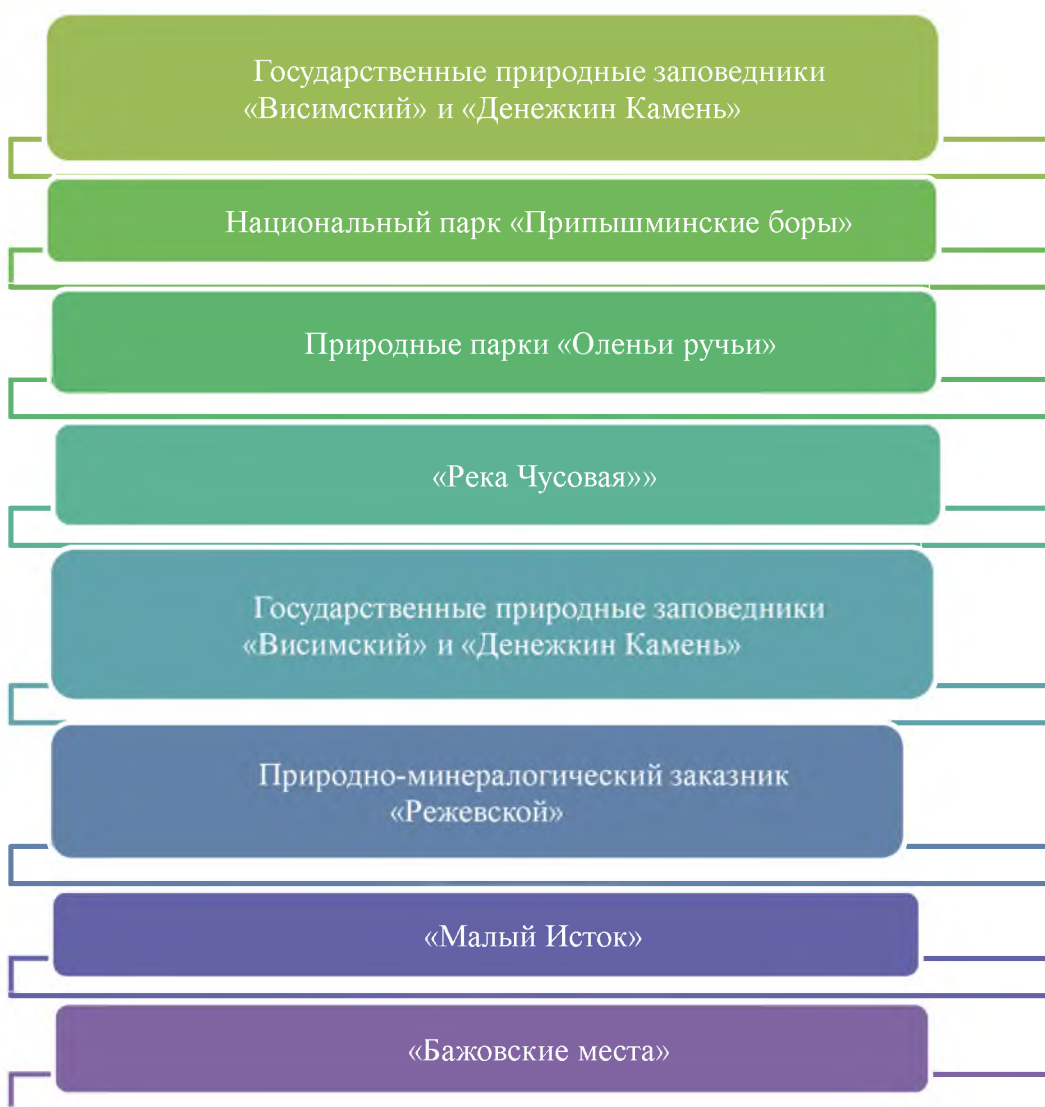 Государственные природные заповедники
«Висимский» и «Денежкин Камень»
Национальный парк «Припышминские боры»
Природные парки «Оленьи ручьи»
«Река Чусовая»»
Государственные природные заповедники
«Висимский» и «Денежкин Камень»
Природно-минералогический заказник
«Режевской»
«Малый Исток»
«Бажовские места»